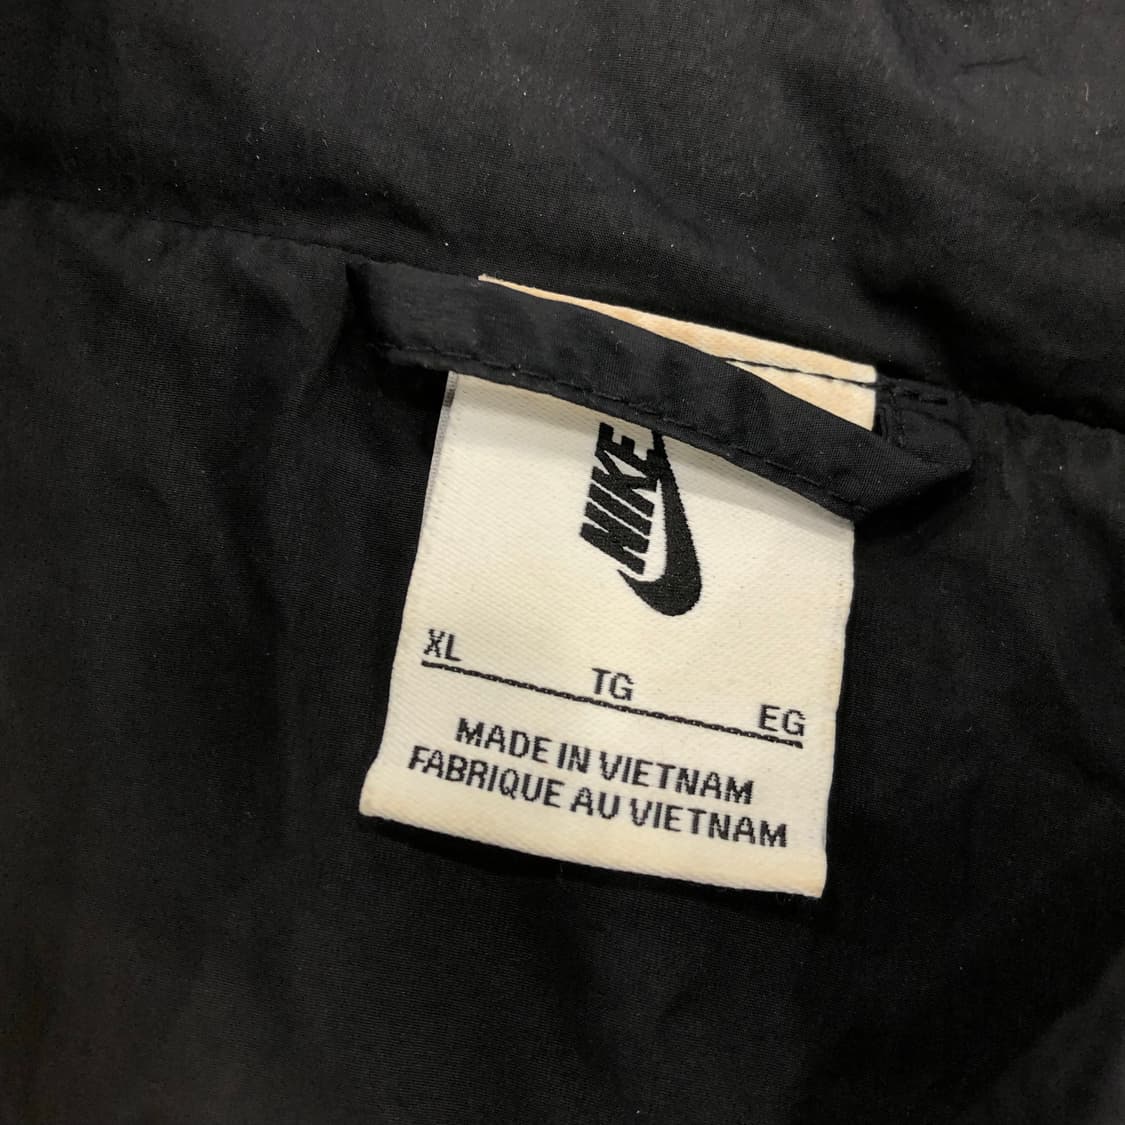 NIKE
XL TG EG
MADE IN VIETNAM
FABRIQUE AU VIETNAM